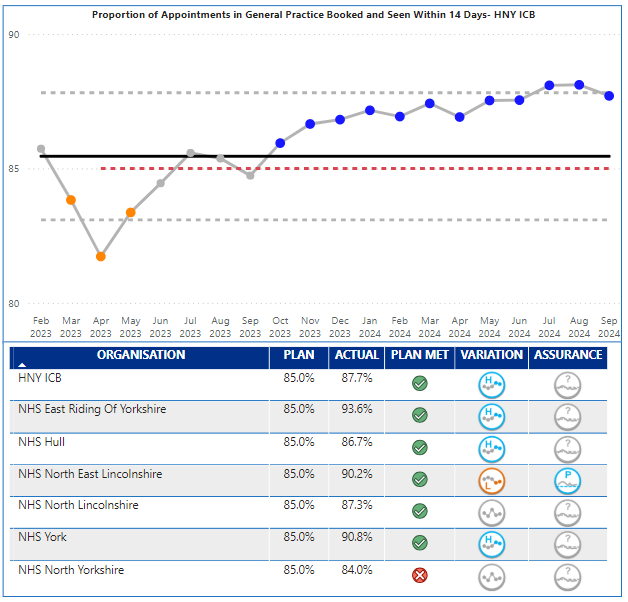 Proportion of Appointments in General Practice Booked and Seen Within 14 Days- HNY ICB
90
85
80
Feb Mar Apr May Jun Jul Aug Sep Oct Nov Dec Jan Feb Mar Apr May Jun Jul Aug Sep
2023 2023 2023 2023 2023 2023 2023 2023 2023 2023 2023 2024 2024 2024 2024 2024 2024 2024 2024 2024
ORGANISATION PLAN ACTUAL PLAN MET VARIATION ASSURANCE
HNY ICB 85.0% 87.7% H ?
NHS East Riding Of Yorkshire 85.0% 93.6% H ?
NHS Hull 85.0% 86.7% H ?
NHS North East Lincolnshire 85.0% 90.2% L P
NHS North Lincolnshire 85.0% 87.3% ?
NHS York 85.0% 90.8% H ?
NHS North Yorkshire 85.0% 84.0% ?